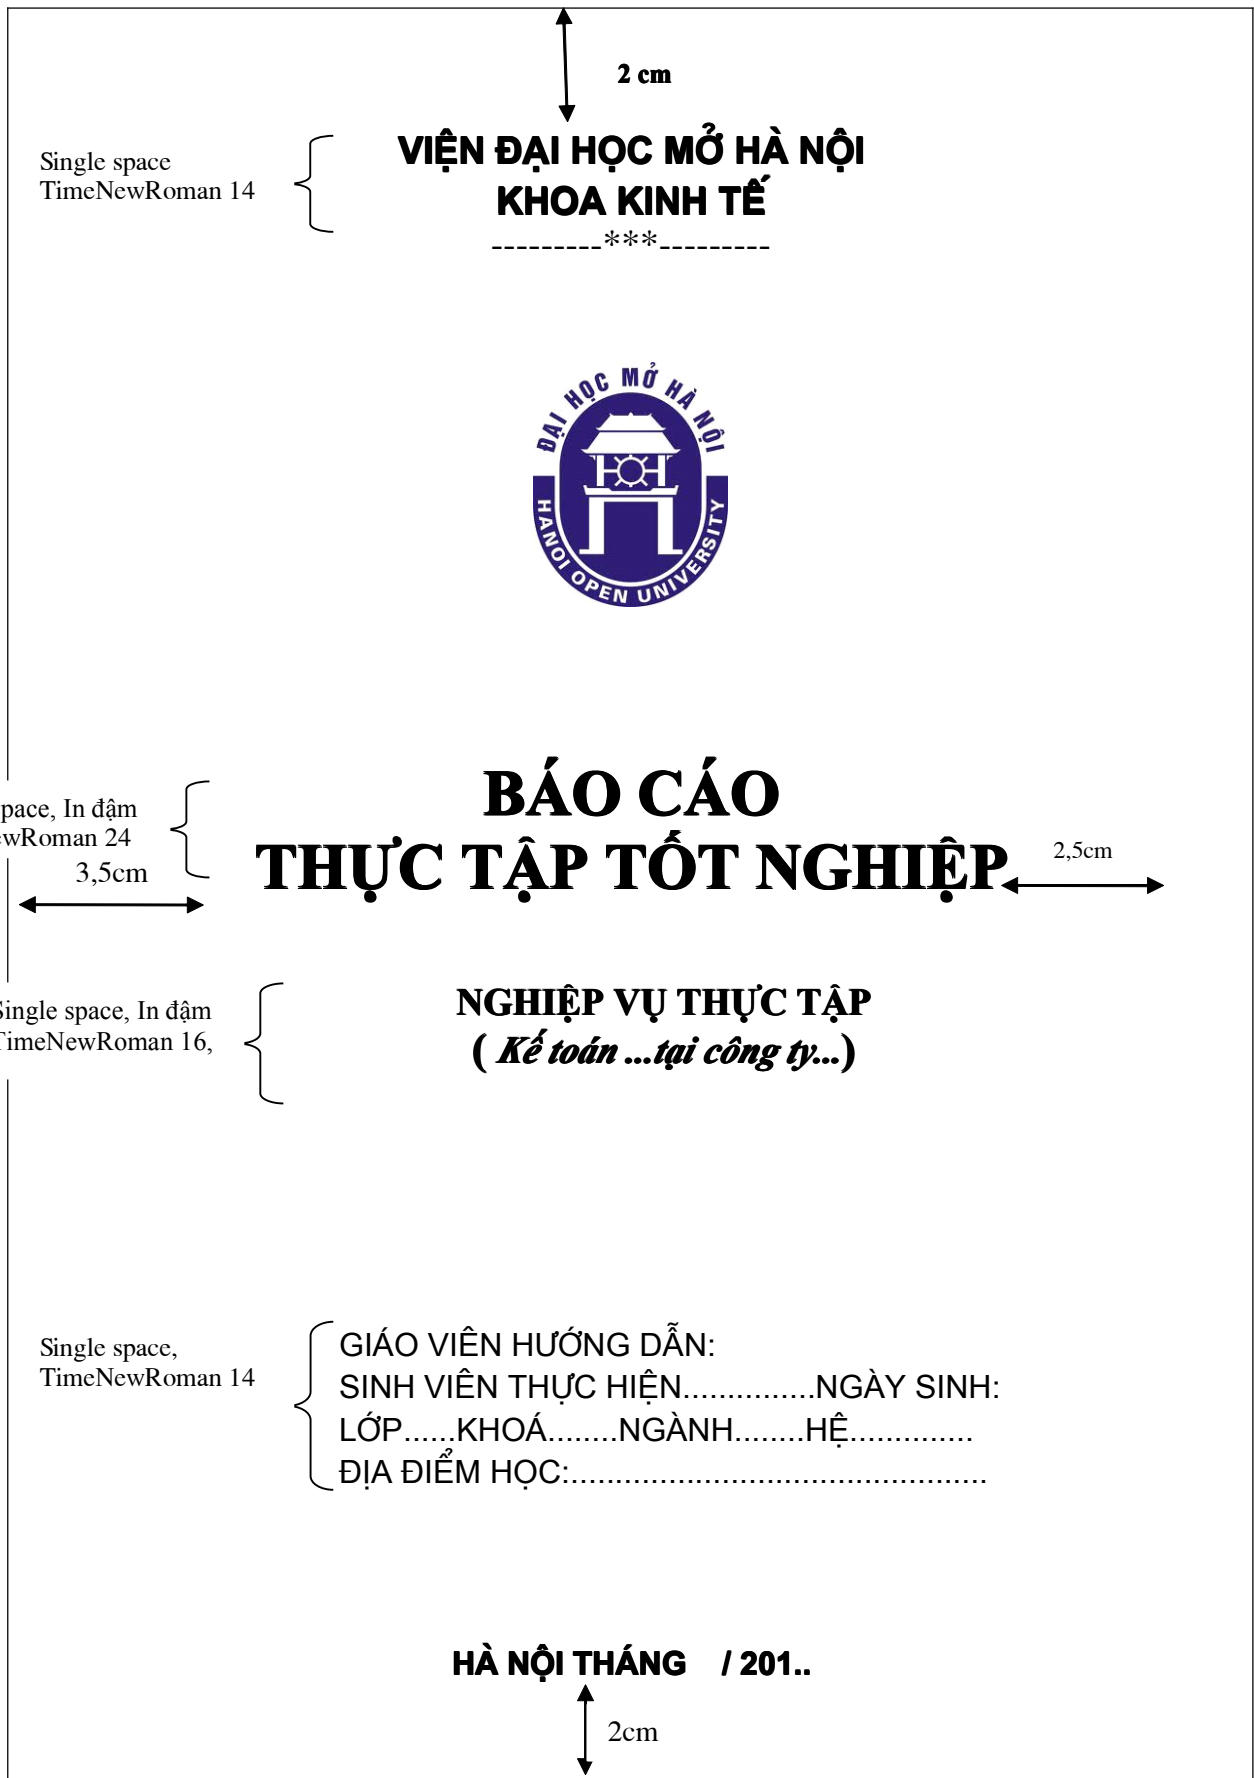 2 cm
VIỆN ĐẠI HỌC MỞ HÀ NỘI
KHOA KINH TẾ
---------***---------
Single space
TimeNewRoman 14
ĐẠI HỌC MỞ HÀ NỘI
HANOI OPEN UNIVERSITY
BÁO CÁO
THỰC TẬP TỐT NGHIỆP
pace, In đậm
wRoman 24
3,5cm
2,5cm
NGHIỆP VỤ THỰC TẬP
( Kế toán ...tại công ty...)
Single space, In đậm
TimeNewRoman 16,
Single space,
TimeNewRoman 14
GIÁO VIÊN HƯỚNG DẪN:
SINH VIÊN THỰC HIỆN...............NGÀY SINH:
LỚP......KHOÁ........NGÀNH........HỆ..............
ĐỊA ĐIỂM HỌC:................................................
HÀ NỘI THÁNG / 201..
2cm